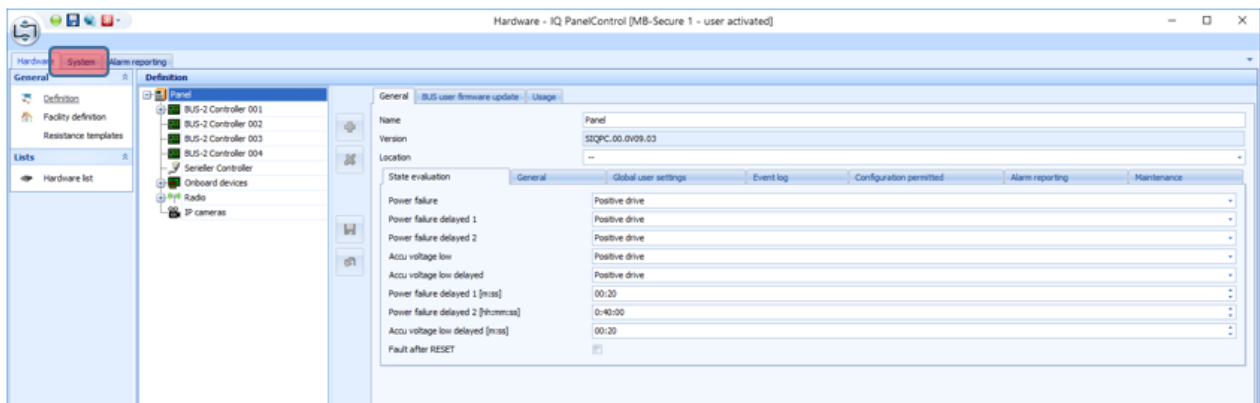 Hardware - IQ PanelControl [MB-Secure 1 - user activated]
Hardware System Alarm reporting
General
Definition
Facility definition
Resistance templates
Lists
Hardware list
Definition
Panel
BUS-2 Controller 001
BUS-2 Controller 002
BUS-2 Controller 003
BUS-2 Controller 004
Serieller Controller
Onboard devices
Radio
IP cameras
General BUS user firmware update Usage
Name Panel
Version SIQPC.00.0V09.03
Location --
State evaluation General Global user settings Event log Configuration permitted Alarm reporting Maintenance
Power failure Positive drive
Power failure delayed 1 Positive drive
Power failure delayed 2 Positive drive
Accu voltage low Positive drive
Accu voltage low delayed Positive drive
Power failure delayed 1 [m:ss] 00:20
Power failure delayed 2 [hh:mm:ss] 0:40:00
Accu voltage low delayed [m:ss] 00:20
Fault after RESET